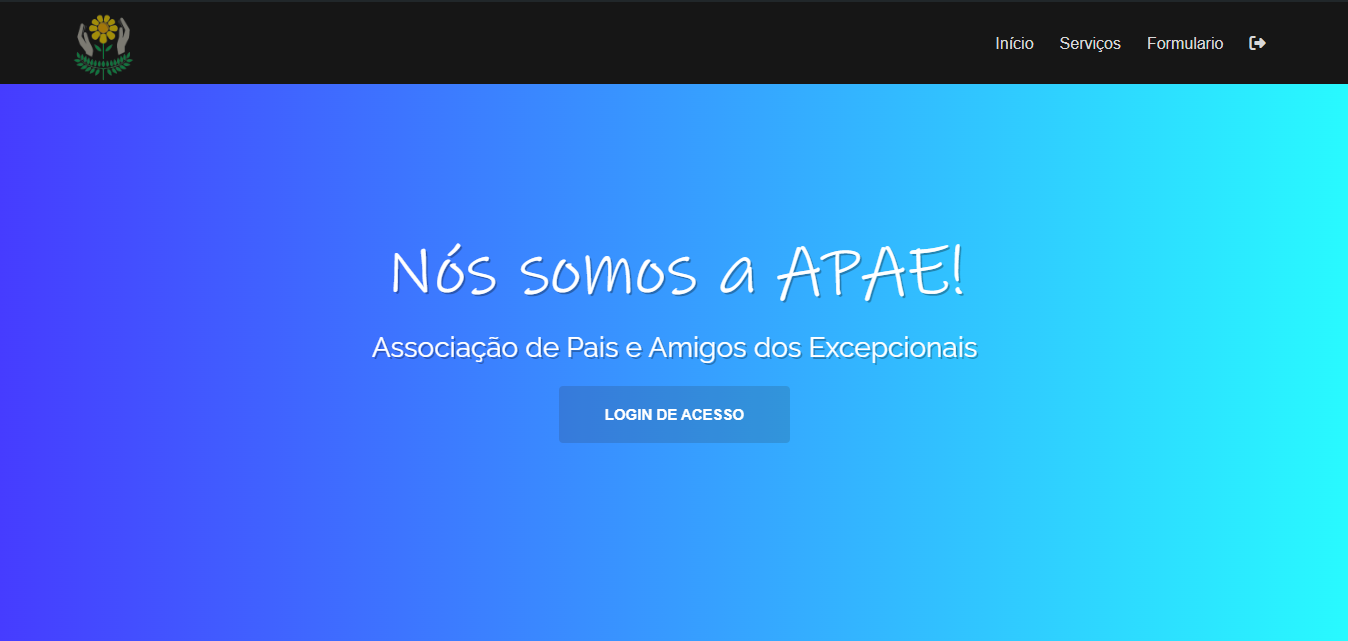 Início Serviços Formulario
Nós somos a APAE!
Associação de Pais e Amigos dos Excepcionais
LOGIN DE ACESSO